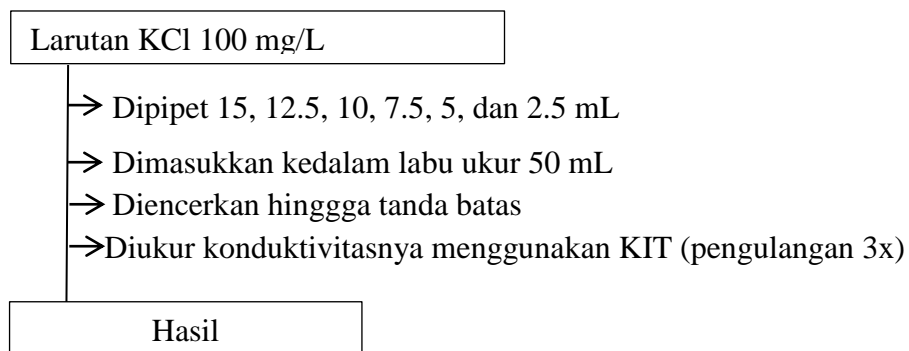 Larutan KCl 100 mg/L
Dipipet 15, 12.5, 10, 7.5, 5, dan 2.5 mL
Dimasukkan kedalam labu ukur 50 mL
Diencerkan hinggga tanda batas
Diukur konduktivitasnya menggunakan KIT (pengulangan 3x)
Hasil